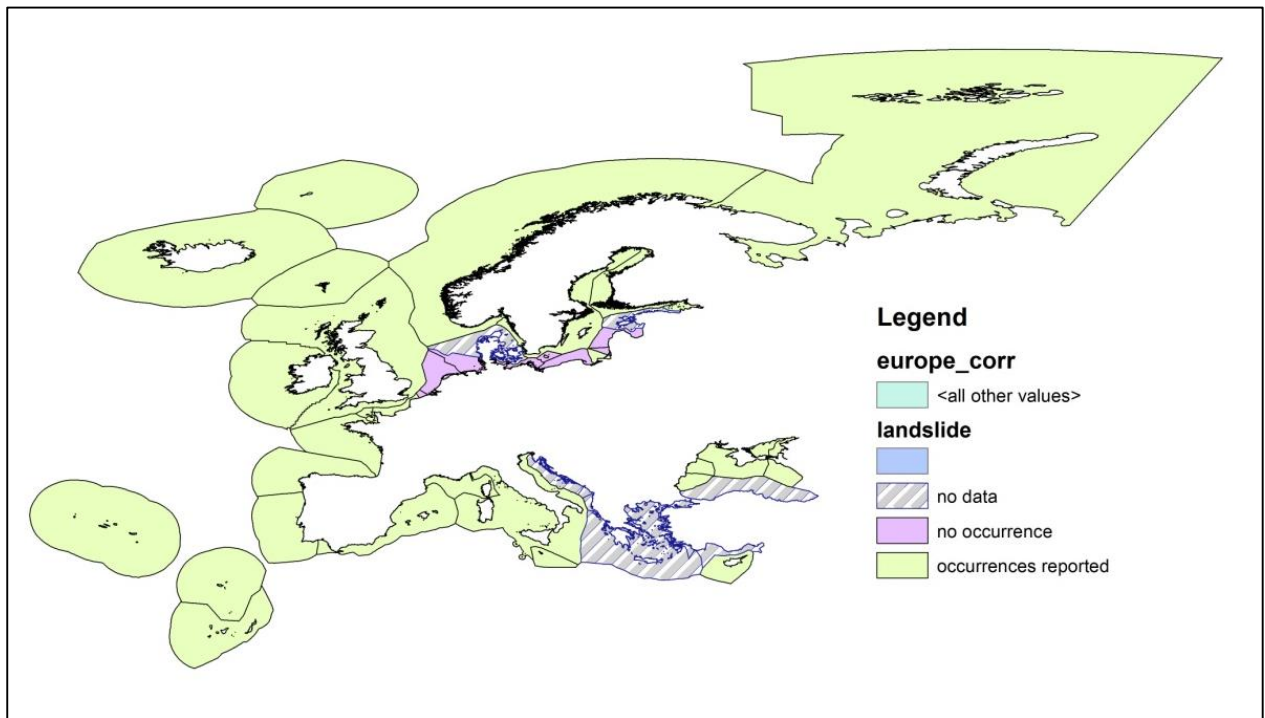 Legend
europe_corr
<all other values>
landslide
no data
no occurrence
occurrences reported